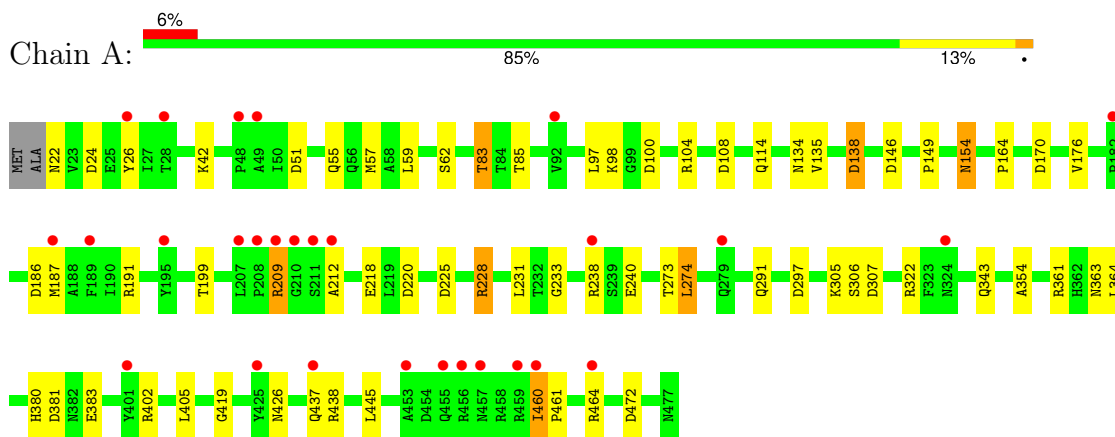 6%
Chain A:
85% 13% •
MET ALA N22 V23 D24 E25 Y26 I27 T28 K42 P48 A49 I50 D51 Q55 Q56 M57 A58 L59 S62 T83 T84 T85 V92 L97 K98 G99 D100 R104 D108 Q114 N134 V135 D138 D146 P149 N154 P164 D170 V176
D186 M187 A188 F189 I190 R191 Y195 T199 L207 P208 R209 G210 S211 A212 E218 L219 D220 D225 R228 L231 T232 G233 R238 S239 E240 T273 L274 Q279 Q291 D297 K305 S306 D307 R322 F323 N324 Q343 A354 R361 H362 N363
H380 D381 N382 E383 Y401 R402 L405 G419 Y425 N426 Q437 R438 L445 A453 D454 Q455 R456 N457 R458 R459 I460 P461 R464 D472 N477